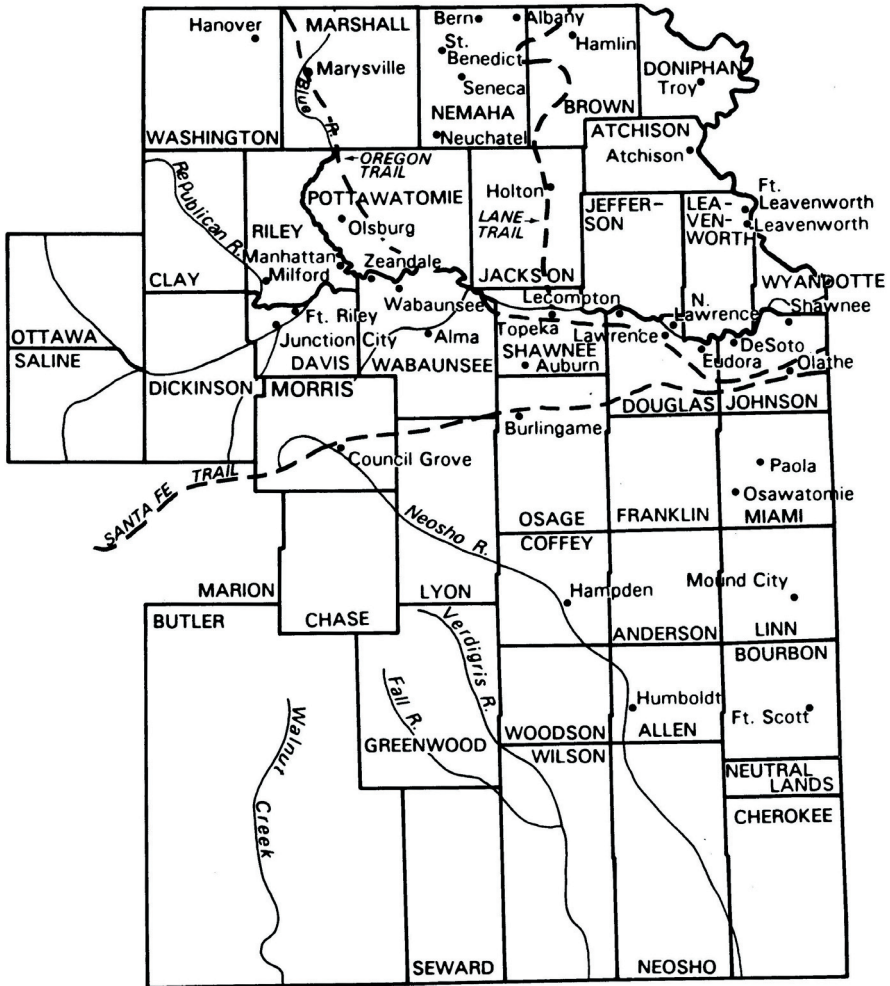 Hanover
MARSHALL
Bern
Albany
St.
Benedict
Hamlin
Marysville
Seneca
DONIPHAN
Troy
Blue R.
NEMAHA
BROWN
WASHINGTON
Neuchatel
ATCHISON
Atchison
OREGON
TRAIL
Republican R.
POTTAWATOMIE
Holton
JEFFER-
SON
LEA-
VEN-
WORTH
Ft.
Leavenworth
Leavenworth
RILEY
Olsburg
LANE
TRAIL
Manhattan
Zeandale
CLAY
Milford
JACKSON
WYANDOTTE
Wabaunsee
Lecompton
N.
Lawrence
Shawnee
OTTAWA
Ft. Riley
Topeka
Lawrence
DeSoto
SALINE
Junction City
Alma
SHAWNEE
Eudora
DAVIS
WABAUNSEE
Auburn
Olathe
DICKINSON
MORRIS
DOUGLAS
JOHNSON
Burlingame
Council Grove
Paola
SANTA FE TRAIL
Osawatomie
Neosho R.
OSAGE
FRANKLIN
MIAMI
COFFEY
MARION
LYON
Hampden
Mound City
BUTLER
CHASE
ANDERSON
LINN
Verdigris R.
BOURBON
Fall R.
Humboldt
Walnut Creek
WOODSON
ALLEN
Ft. Scott
GREENWOOD
WILSON
NEUTRAL
LANDS
CHEROKEE
SEWARD
NEOSHO